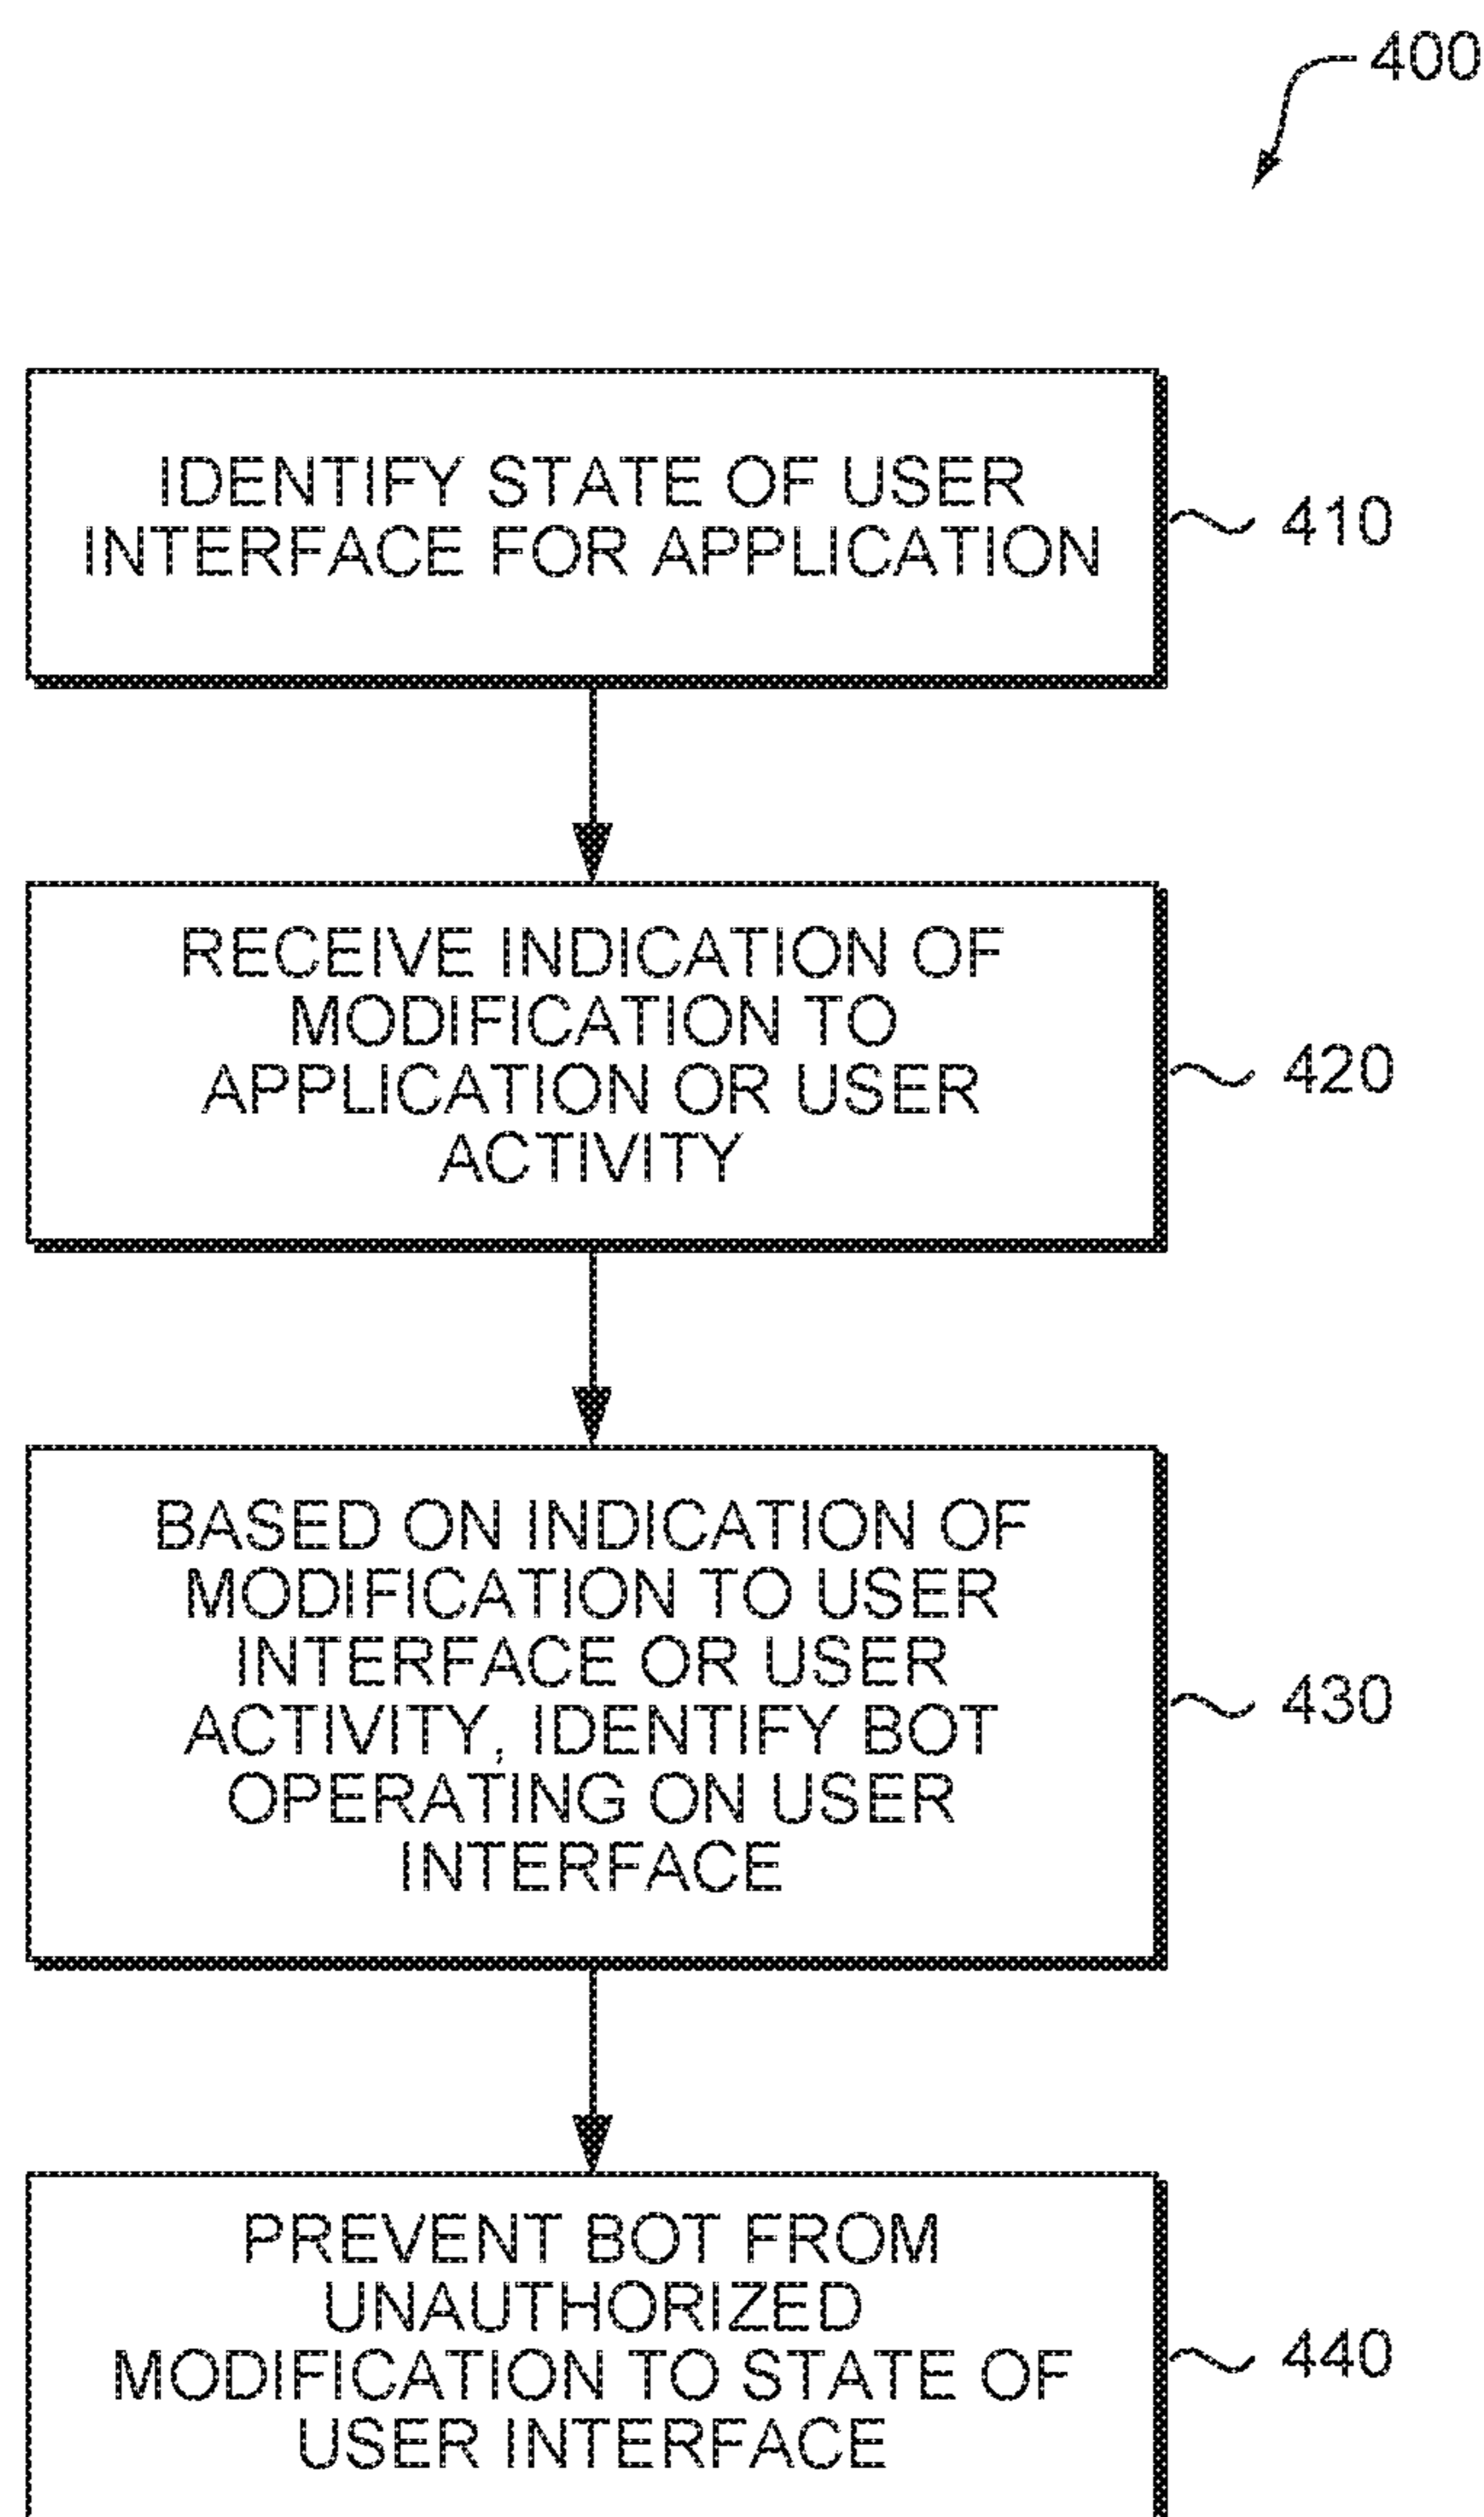 400
IDENTIFY STATE OF USER
INTERFACE FOR APPLICATION
410
RECEIVE INDICATION OF
MODIFICATION TO
APPLICATION OR USER
ACTIVITY
420
BASED ON INDICATION OF
MODIFICATION TO USER
INTERFACE OR USER
ACTIVITY, IDENTIFY BOT
OPERATING ON USER
INTERFACE
430
PREVENT BOT FROM
UNAUTHORIZED
MODIFICATION TO STATE OF
USER INTERFACE
440